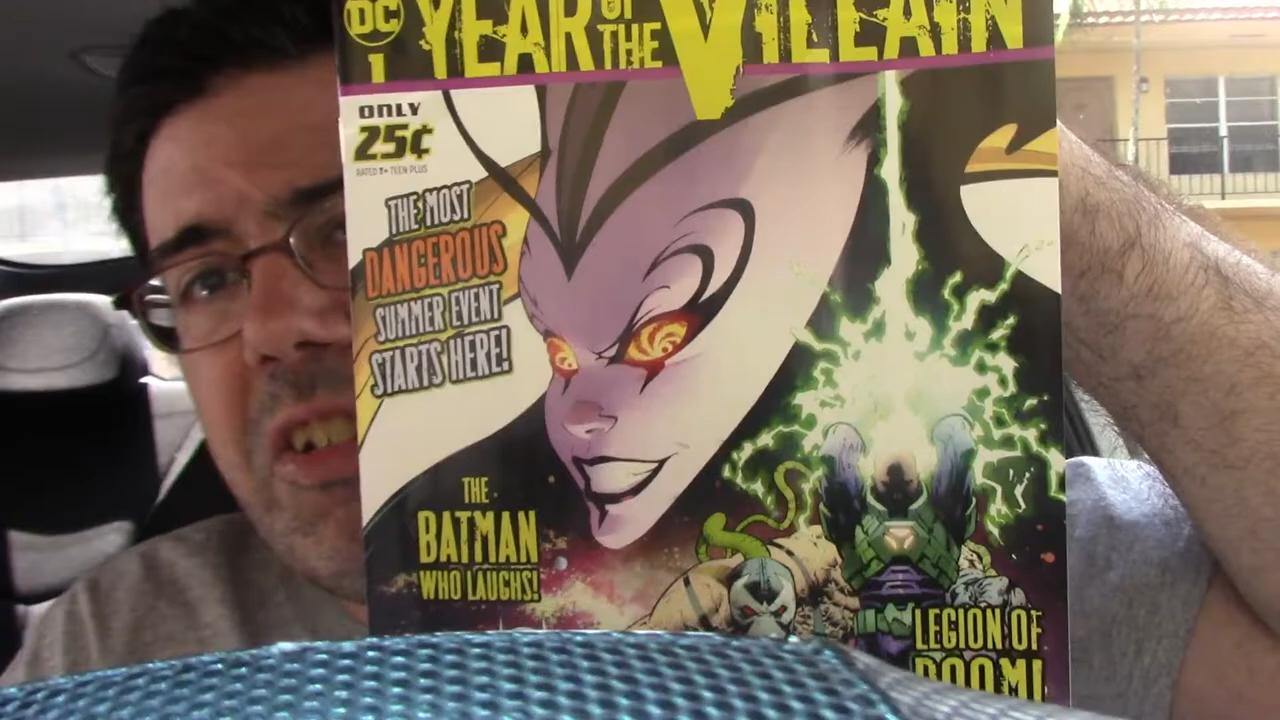 DC
YEAR OF THE VILLAIN
1
ONLY
25¢
RATED T+ TEEN PLUS
THE MOST
DANGEROUS
SUMMER EVENT
STARTS HERE!
THE
BATMAN
WHO LAUGHS!
LEGION OF
DOOM!